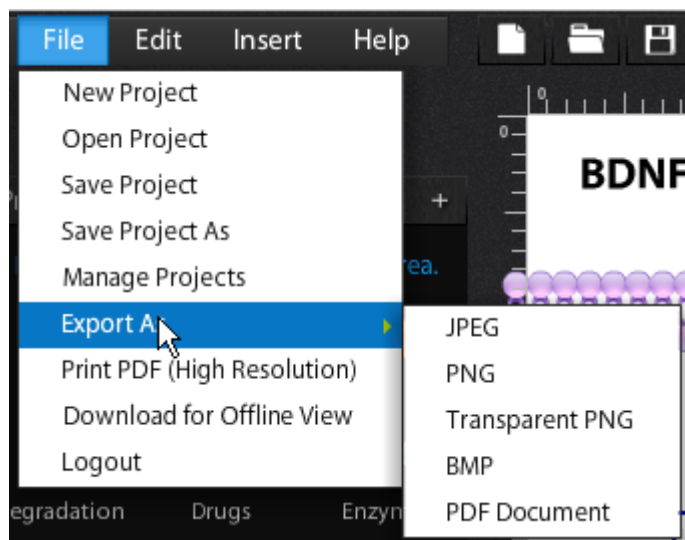 File Edit Insert Help
0
0
BDNF
New Project
Open Project
Save Project
Save Project As
+
Manage Projects
rea.
Export As
JPEG
Print PDF (High Resolution)
PNG
Download for Offline View
Transparent PNG
Logout
BMP
egradation Drugs Enzyn
PDF Document